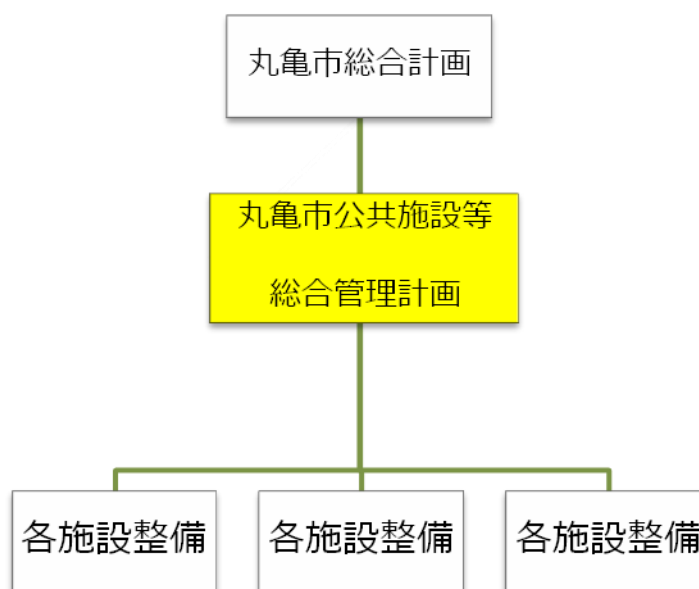 丸亀市総合計画
丸亀市公共施設等
総合管理計画
各施設整備
各施設整備
各施設整備